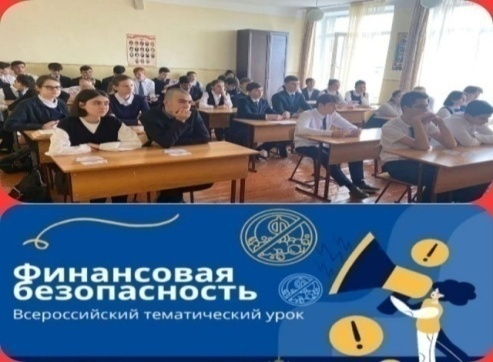 Финансовая
безопасность
Всероссийский тематический урок